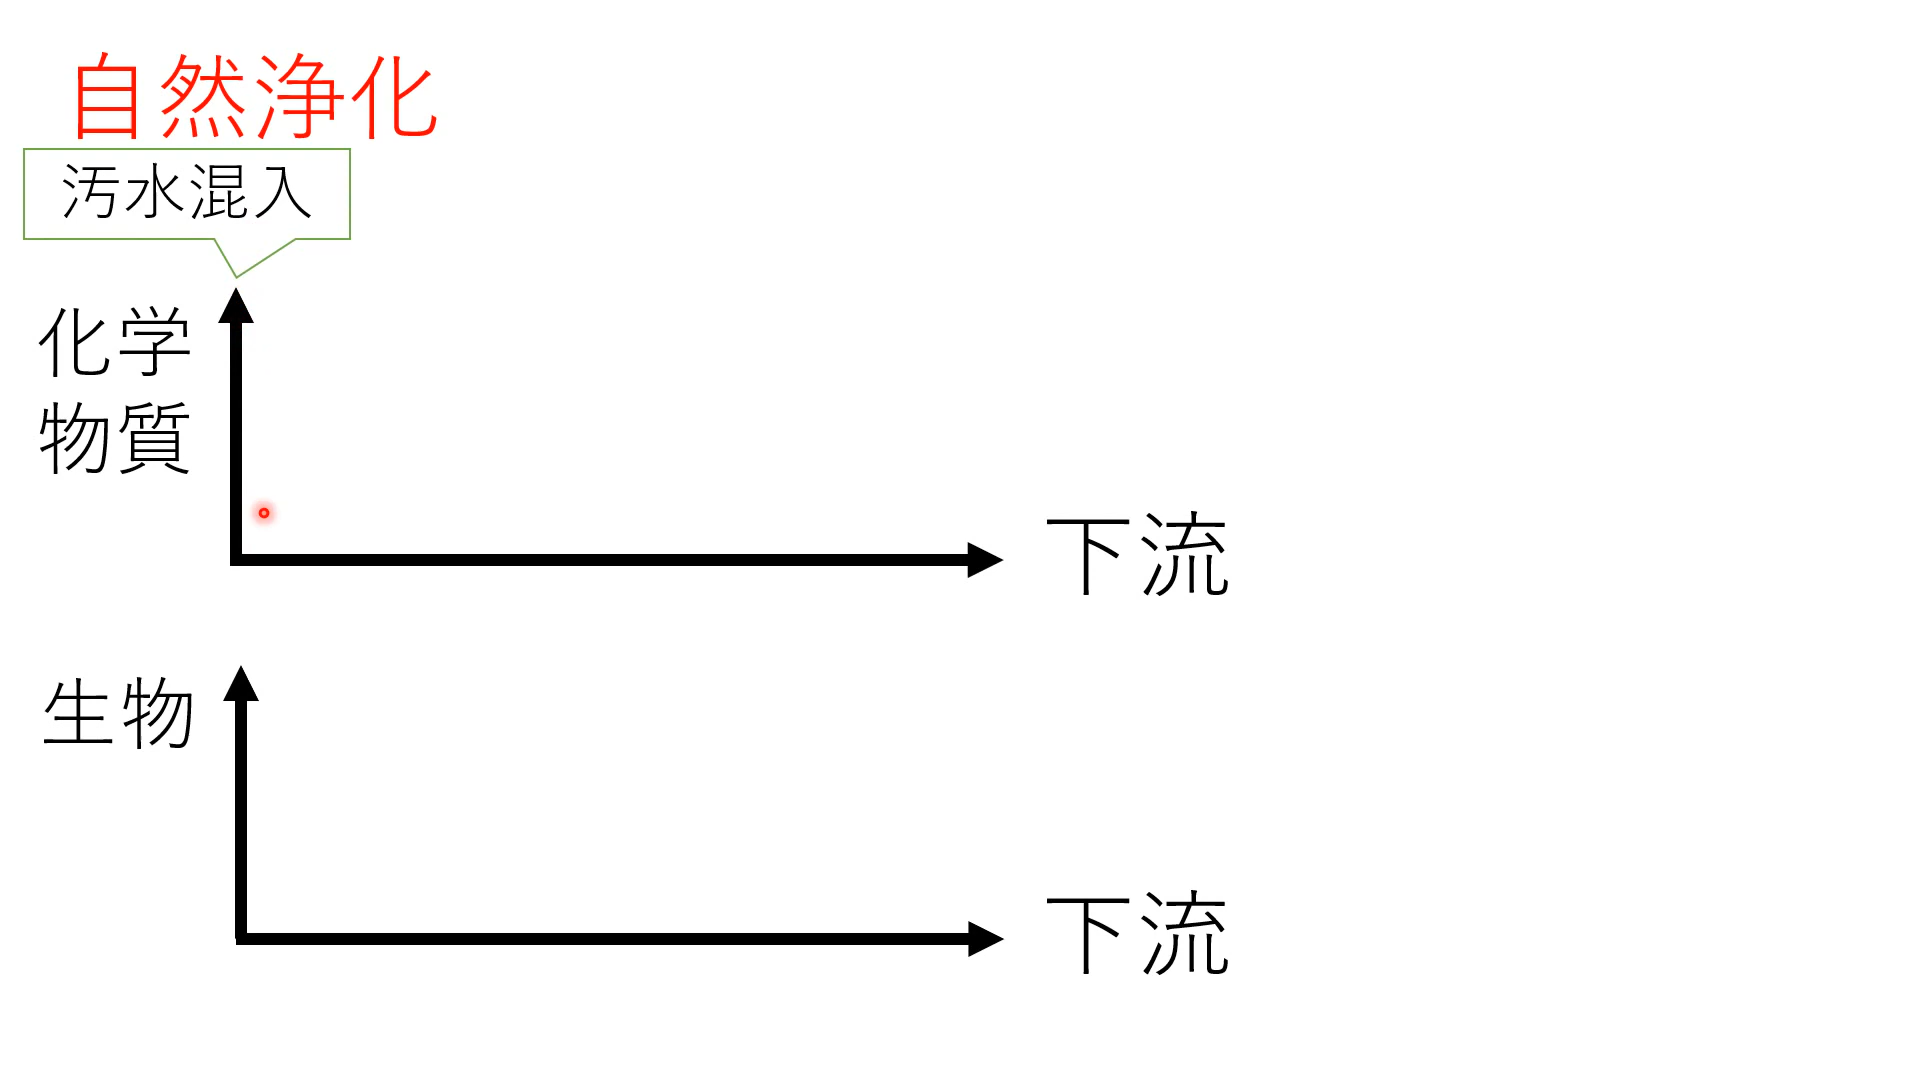 自然浄化
汚水混入
化学
物質
下流
生物
下流